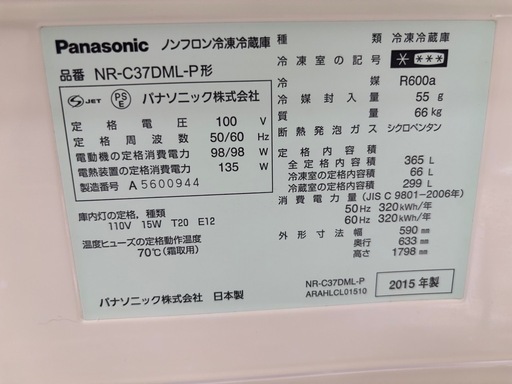 Panasonic ノンフロン冷凍冷蔵庫
品番 NR-C37DML-P形
S JET PS E パナソニック株式会社
定格電圧 100 V
定格周波数 50/60 Hz
電動機の定格消費電力 98/98 W
電熱装置の定格消費電力 135 W
製造番号 A 5600944
庫内灯の定格，種類
110V 15W T20 E12
温度ヒューズの定格動作温度
70℃(霜取用)
パナソニック株式会社 日本製
種類 冷凍冷蔵庫
冷凍室の記号 * ***
冷媒 R600a
冷媒封入量 55 g
質量 66 kg
断熱発泡ガス シクロペンタン
定格内容積
全定格内容積 365 L
冷凍室の定格内容積 66 L
冷蔵室の定格内容積 299 L
消費電力量(JIS C 9801-2006年)
50Hz 320kWh/年
60Hz 320kWh/年
外形寸法 幅 590 mm
奥行 633 mm
高さ 1798 mm
NR-C37DML-P
ARAHLCL01510
2015年製